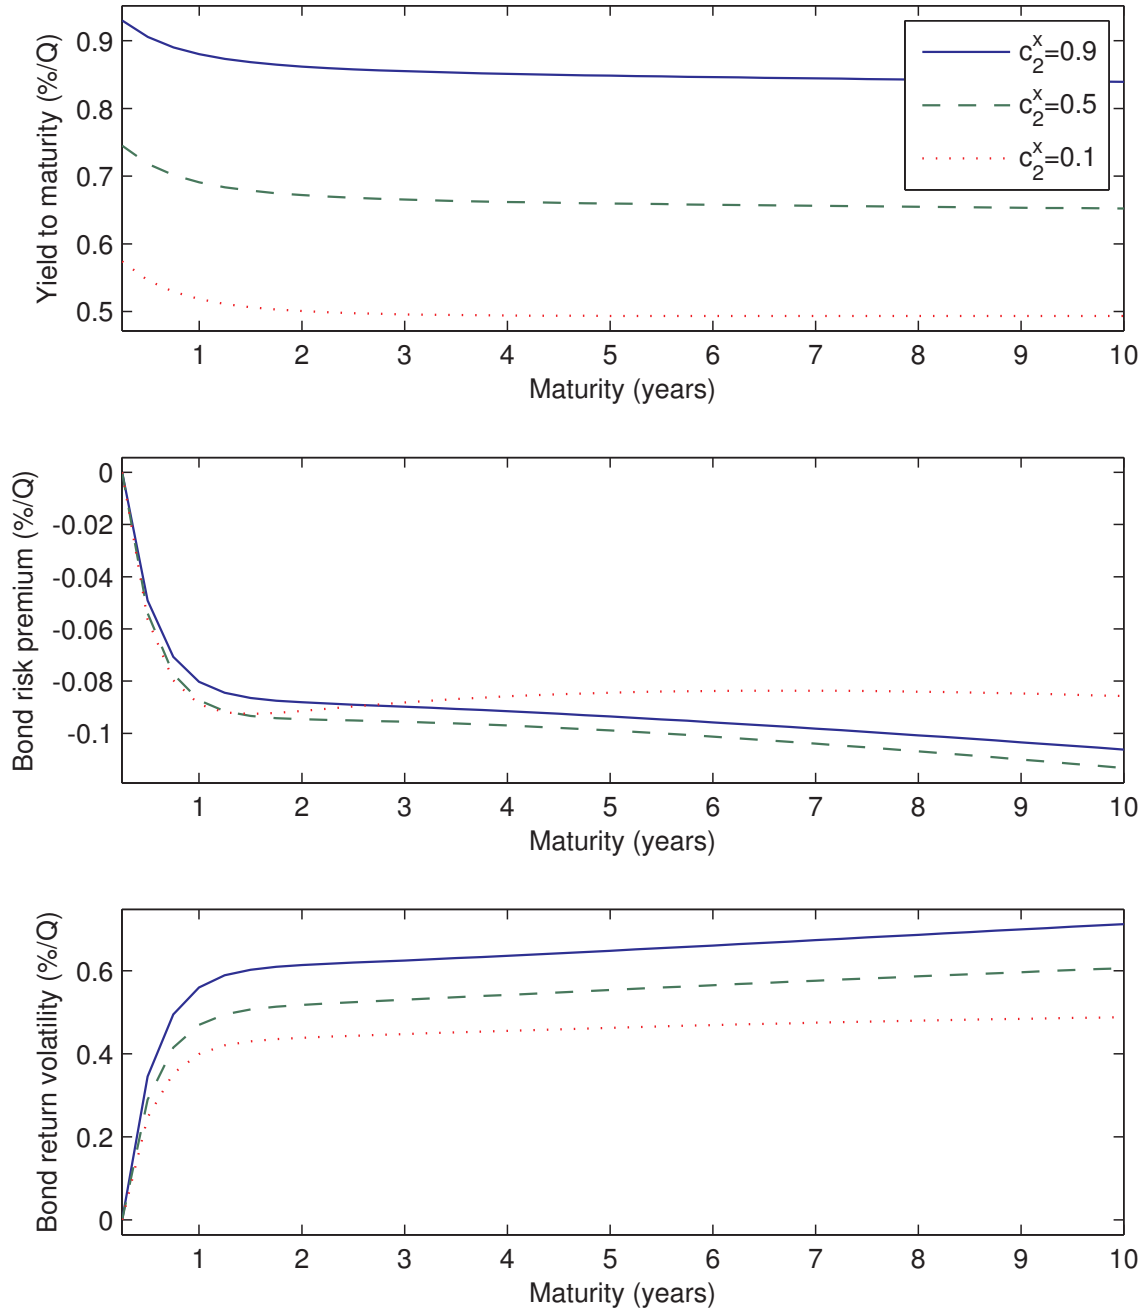 Yield to maturity (%/Q)
0.9
0.8
0.7
0.6
0.5
c_2^x=0.9
c_2^x=0.5
c_2^x=0.1
1 2 3 4 5 6 7 8 9 10
Maturity (years)
Bond risk premium (%/Q)
0
-0.02
-0.04
-0.06
-0.08
-0.1
1 2 3 4 5 6 7 8 9 10
Maturity (years)
Bond return volatility (%/Q)
0.6
0.4
0.2
0
1 2 3 4 5 6 7 8 9 10
Maturity (years)